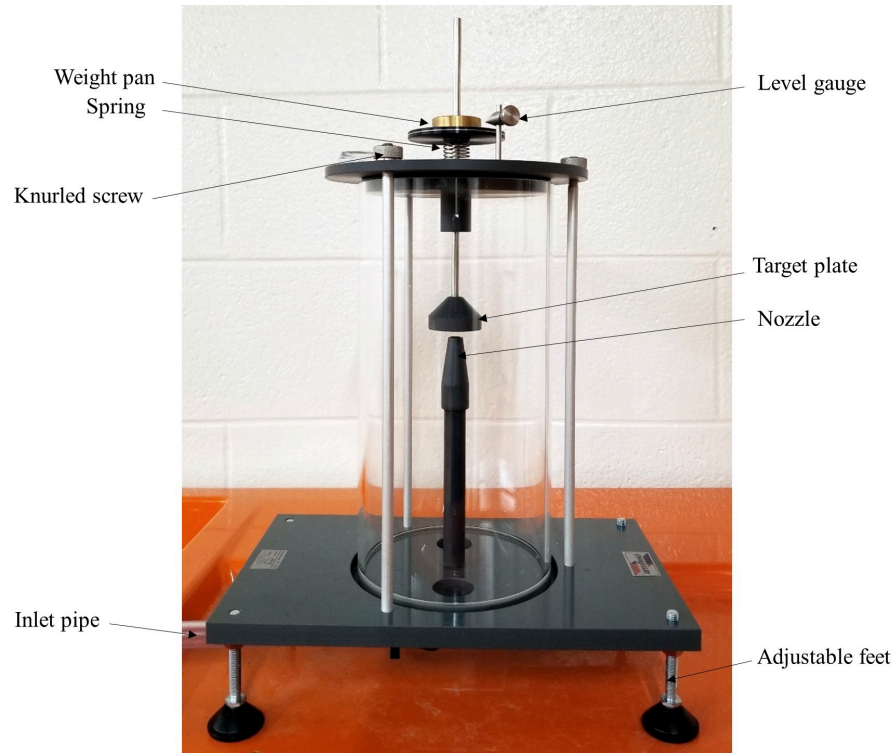 Weight pan
Level gauge
Spring
Knurled screw
Target plate
Nozzle
Inlet pipe
Adjustable feet